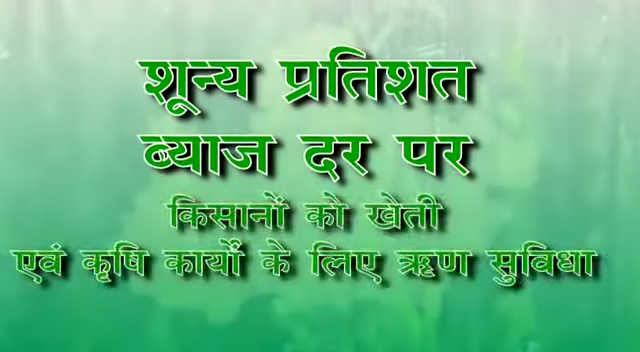 शून्य प्रतिशत
ब्याज दर पर
किसानों को खेती
एवं कृषि कार्यों के लिए ऋण सुविधा